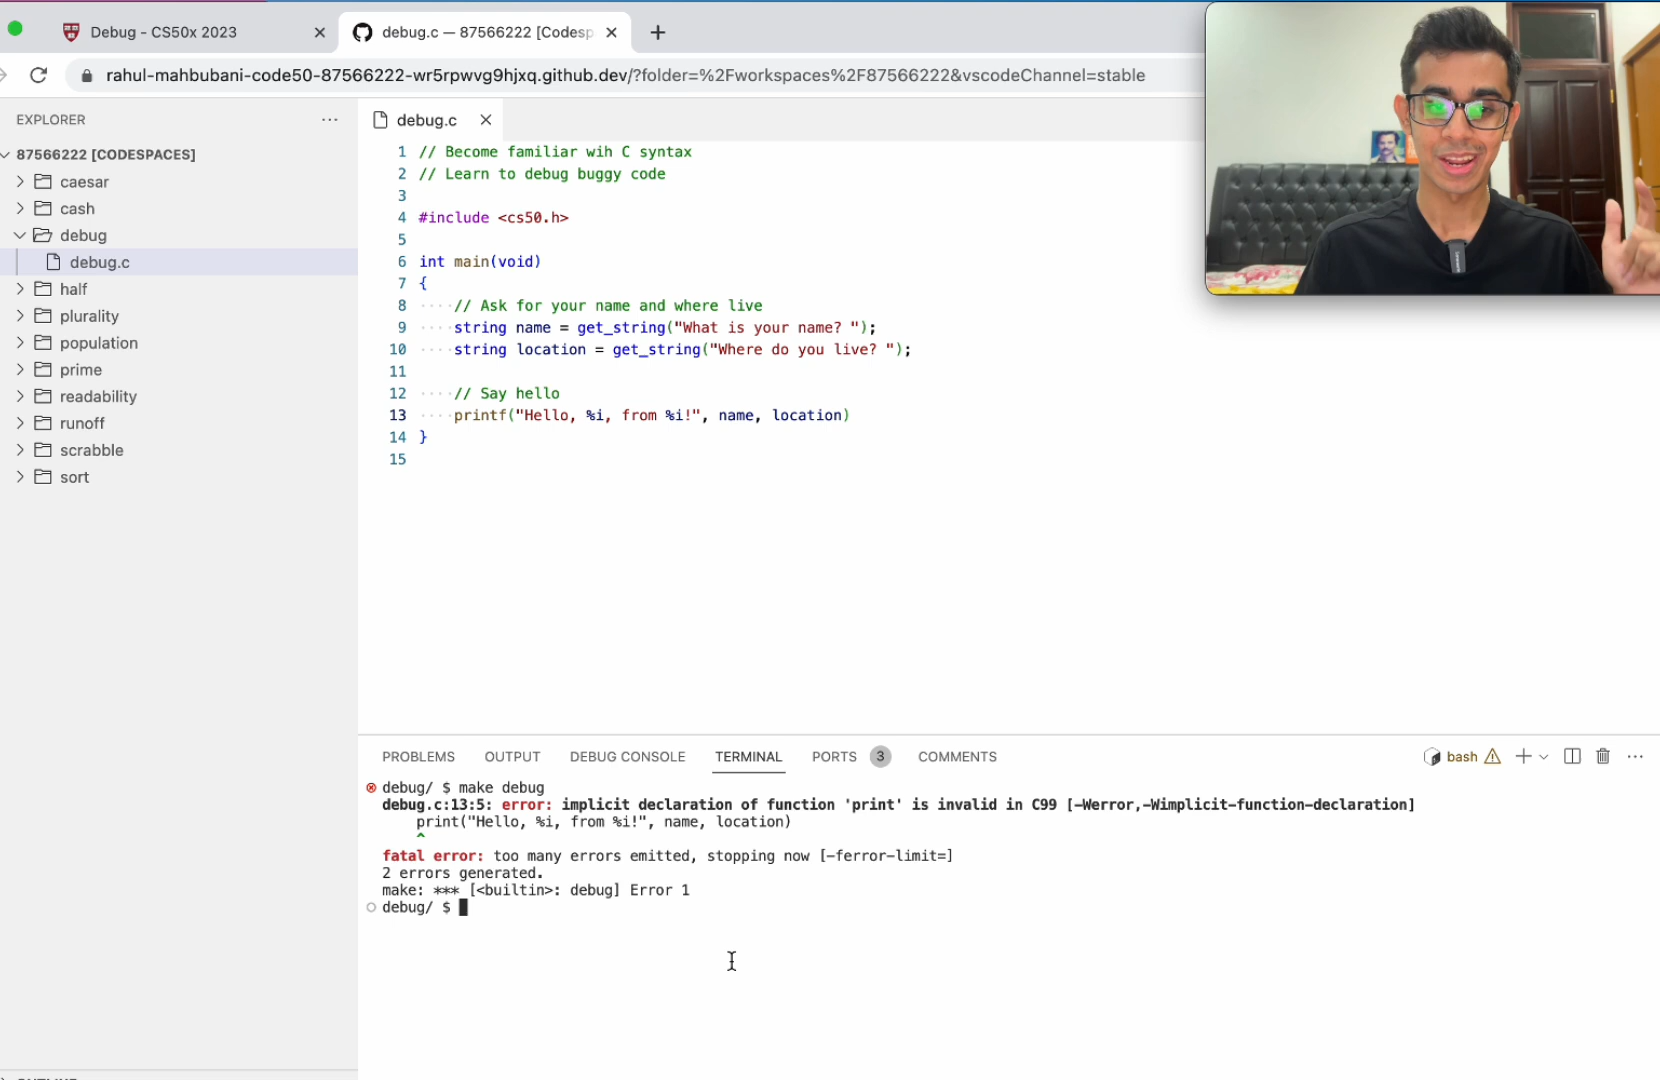 Debug - CS50x 2023
debug.c — 87566222 [Codesp
rahul-mahbubani-code50-87566222-wr5rpwvg9hjxq.github.dev/?folder=%2Fworkspaces%2F87566222&vscodeChannel=stable
EXPLORER
debug.c
87566222 [CODESPACES]
caesar
cash
debug
debug.c
half
plurality
population
prime
readability
runoff
scrabble
sort
1 // Become familiar wih C syntax
2 // Learn to debug buggy code
3
4 #include <cs50.h>
5
6 int main(void)
7 {
8 ····// Ask for your name and where live
9 ····string name = get_string("What is your name? ");
10 ····string location = get_string("Where do you live? ");
11
12 ····// Say hello
13 ····printf("Hello, %i, from %i!", name, location)
14 }
15
PROBLEMS OUTPUT DEBUG CONSOLE TERMINAL PORTS 3 COMMENTS
bash
debug/ $ make debug
debug.c:13:5: error: implicit declaration of function 'print' is invalid in C99 [-Werror,-Wimplicit-function-declaration]
print("Hello, %i, from %i!", name, location)
^
fatal error: too many errors emitted, stopping now [-ferror-limit=]
2 errors generated.
make: *** [<builtin>: debug] Error 1
debug/ $